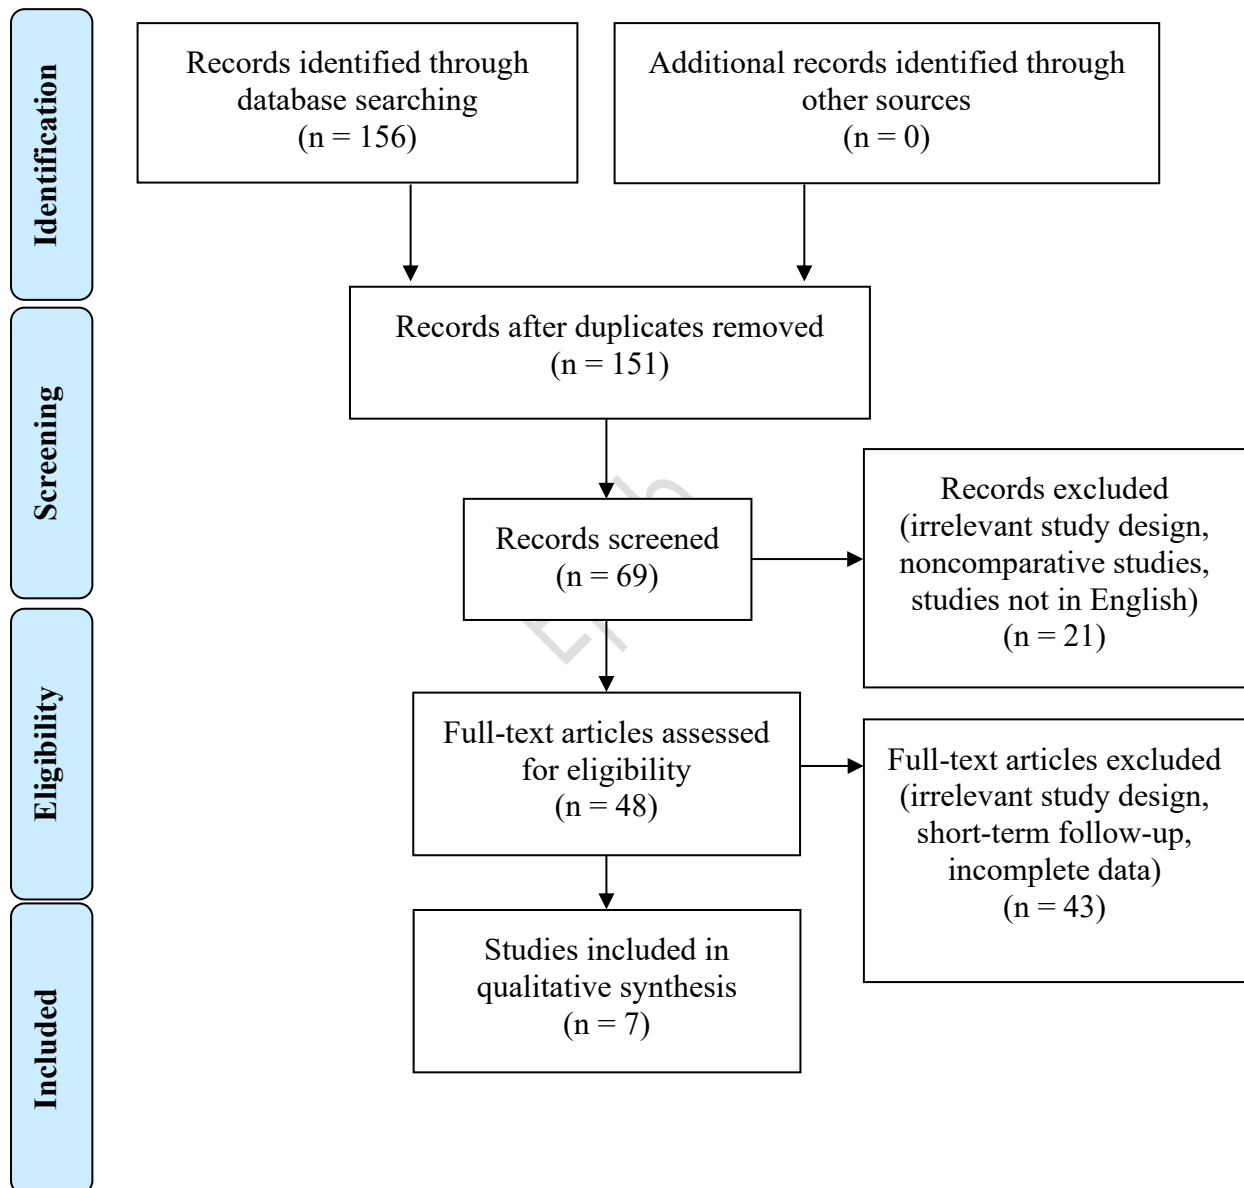 Identification
Records identified through
database searching
(n = 156)
Additional records identified through
other sources
(n = 0)
Screening
Records after duplicates removed
(n = 151)
Records screened
(n = 69)
Records excluded
(irrelevant study design,
noncomparative studies,
studies not in English)
(n = 21)
Eligibility
Full-text articles assessed
for eligibility
(n = 48)
Full-text articles excluded
(irrelevant study design,
short-term follow-up,
incomplete data)
(n = 43)
Included
Studies included in
qualitative synthesis
(n = 7)